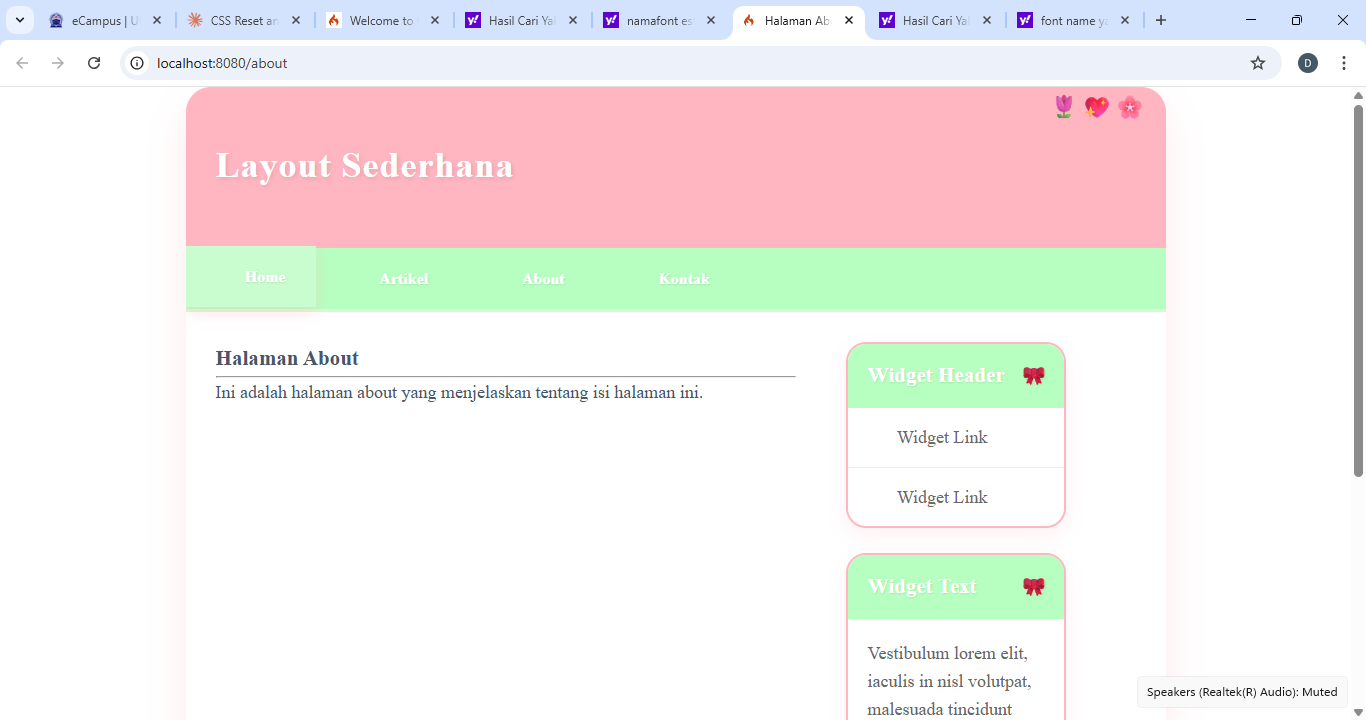 eCampus | U
CSS Reset an
Welcome to
Hasil Cari Ya
namafont es
Halaman Ab
Hasil Cari Ya
font name ya
localhost:8080/about
D
Layout Sederhana
Home
Artikel
About
Kontak
Halaman About
Ini adalah halaman about yang menjelaskan tentang isi halaman ini.
Widget Header
Widget Link
Widget Link
Widget Text
Vestibulum lorem elit,
iaculis in nisl volutpat,
malesuada tincidunt
Speakers (Realtek(R) Audio): Muted